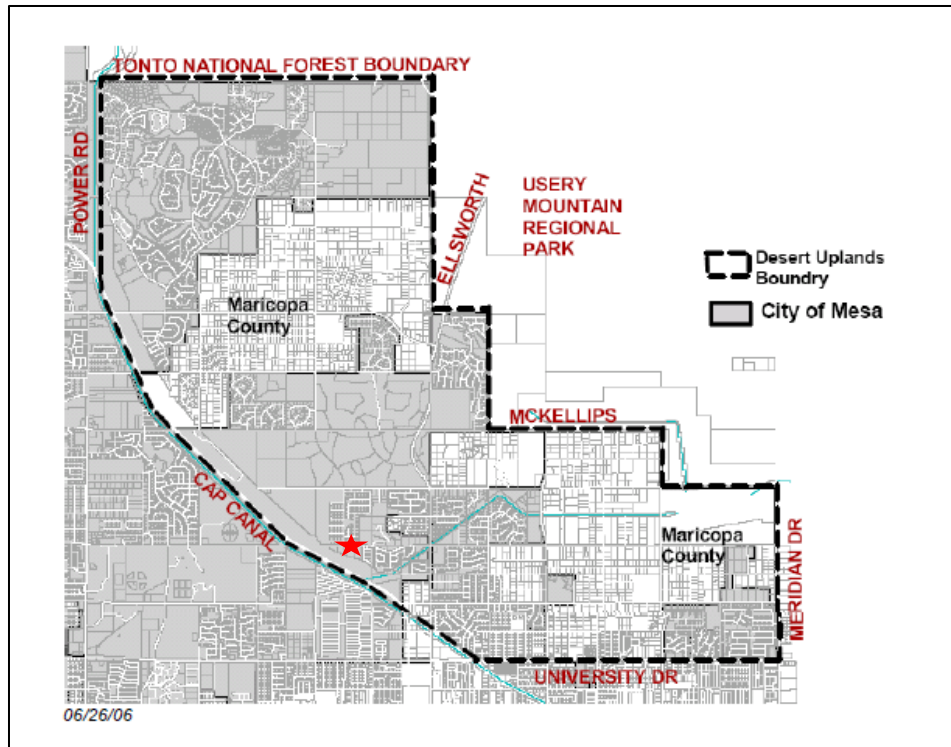 TONTO NATIONAL FOREST BOUNDARY
POWER RD
ELLSWORTH
USERY
MOUNTAIN
REGIONAL
PARK
Desert Uplands
Boundry
City of Mesa
Maricopa
County
MCKELLIPS
CAP CANAL
Maricopa
County
MERIDIAN DR
UNIVERSITY DR
06/26/06